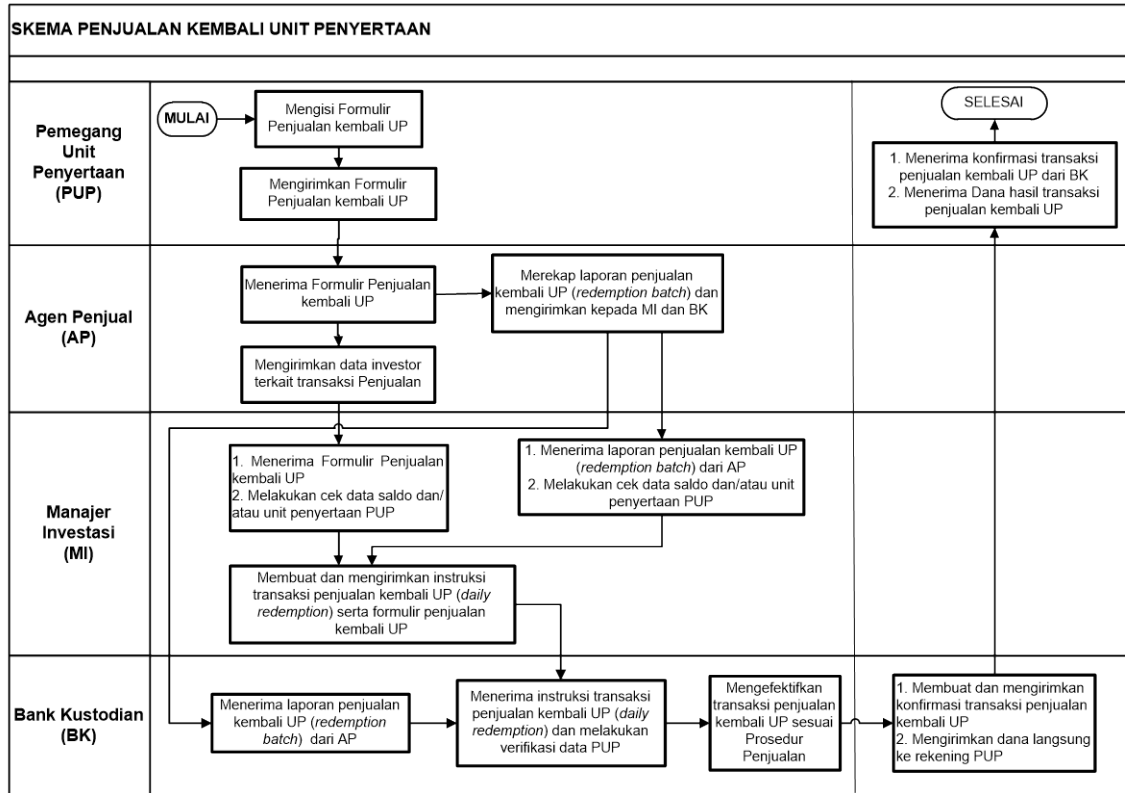 SKEMA PENJUALAN KEMBALI UNIT PENYERTAAN
Pemegang
Unit
Penyertaan
(PUP)
MULAI
Mengisi Formulir
Penjualan kembali UP
Mengirimkan Formulir
Penjualan kembali UP
SELESAI
1. Menerima konfirmasi transaksi
penjualan kembali UP dari BK
2. Menerima Dana hasil transaksi
penjualan kembali UP
Agen Penjual
(AP)
Menerima Formulir Penjualan
kembali UP
Merekap laporan penjualan
kembali UP (redemption batch) dan
mengirimkan kepada MI dan BK
Mengirimkan data investor
terkait transaksi Penjualan
Manajer
Investasi
(MI)
1. Menerima Formulir Penjualan
kembali UP
2. Melakukan cek data saldo dan/
atau unit penyertaan PUP
1. Menerima laporan penjualan kembali UP
(redemption batch) dari AP
2. Melakukan cek data saldo dan/atau unit
penyertaan PUP
Membuat dan mengirimkan instruksi
transaksi penjualan kembali UP (daily
redemption) serta formulir penjualan
kembali UP
Bank Kustodian
(BK)
Menerima laporan penjualan
kembali UP (redemption
batch) dari AP
Menerima instruksi transaksi
penjualan kembali UP (daily
redemption) dan melakukan
verifikasi data PUP
Mengefektifkan
transaksi penjualan
kembali UP sesuai
Prosedur
Penjualan
1. Membuat dan mengirimkan
konfirmasi transaksi penjualan
kembali UP
2. Mengirimkan dana langsung
ke rekening PUP